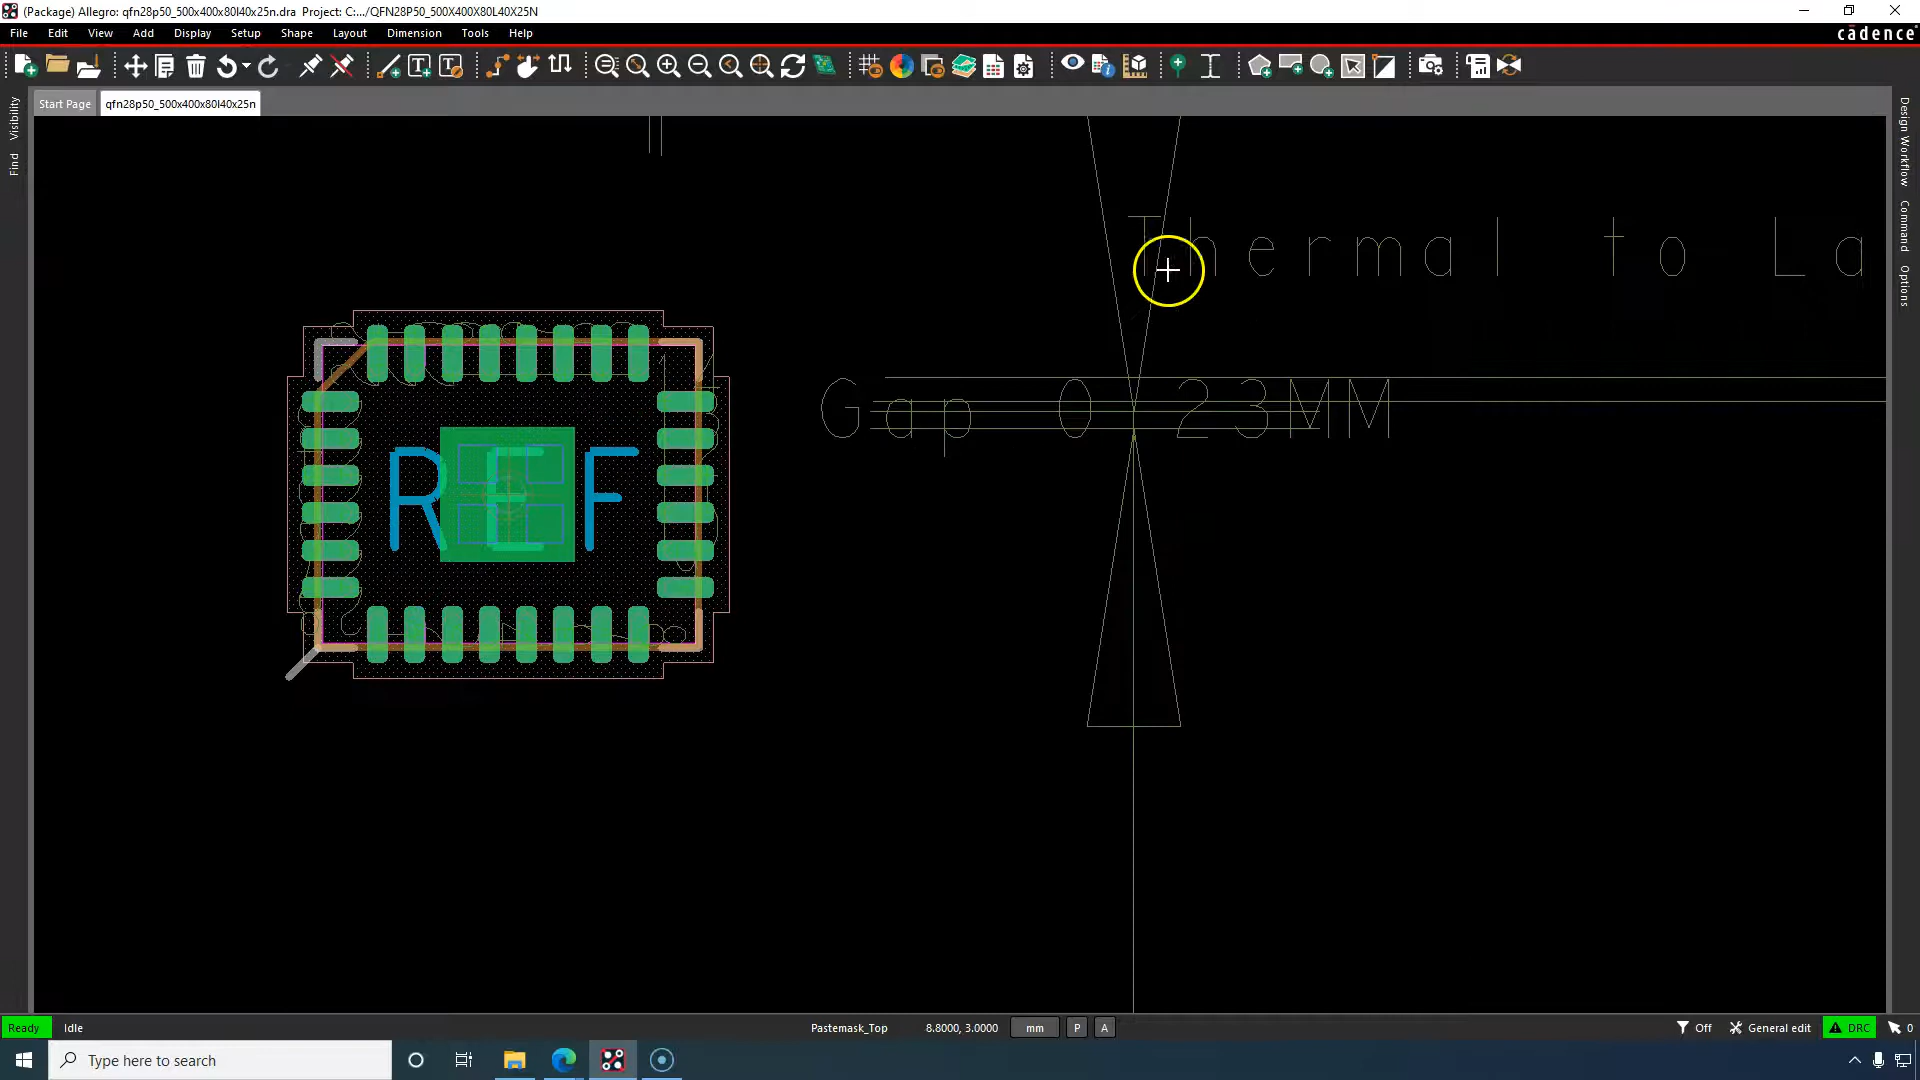 (Package) Allegro: qfn28p50_500x400x80l40x25n.dra Project: C:.../QFN28P50_500X400X80L40X25N
File Edit View Add Display Setup Shape Layout Dimension Tools Help
cādence
Start Page
qfn28p50_500x400x80l40x25n
Visibility
Find
Design Workflow
Command
Options
Thermal to La
Gap 0.23MM
REF
Ready
Idle
Pastemask_Top
8.8000, 3.0000
mm
P
A
Off
General edit
DRC
0
Type here to search